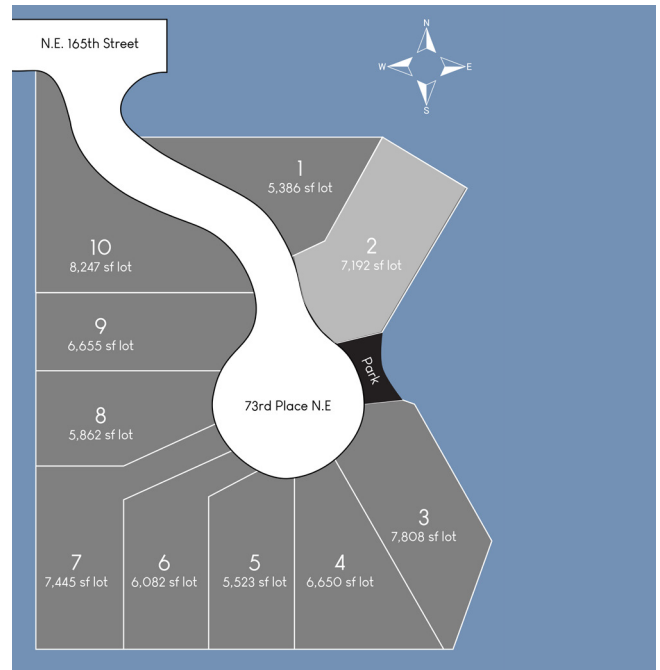 N.E. 165th Street
N
W
E
S
1
5,386 sf lot
2
7,192 sf lot
10
8,247 sf lot
9
6,655 sf lot
Park
8
5,862 sf lot
73rd Place N.E
3
7,808 sf lot
7
7,445 sf lot
6
6,082 sf lot
5
5,523 sf lot
4
6,650 sf lot